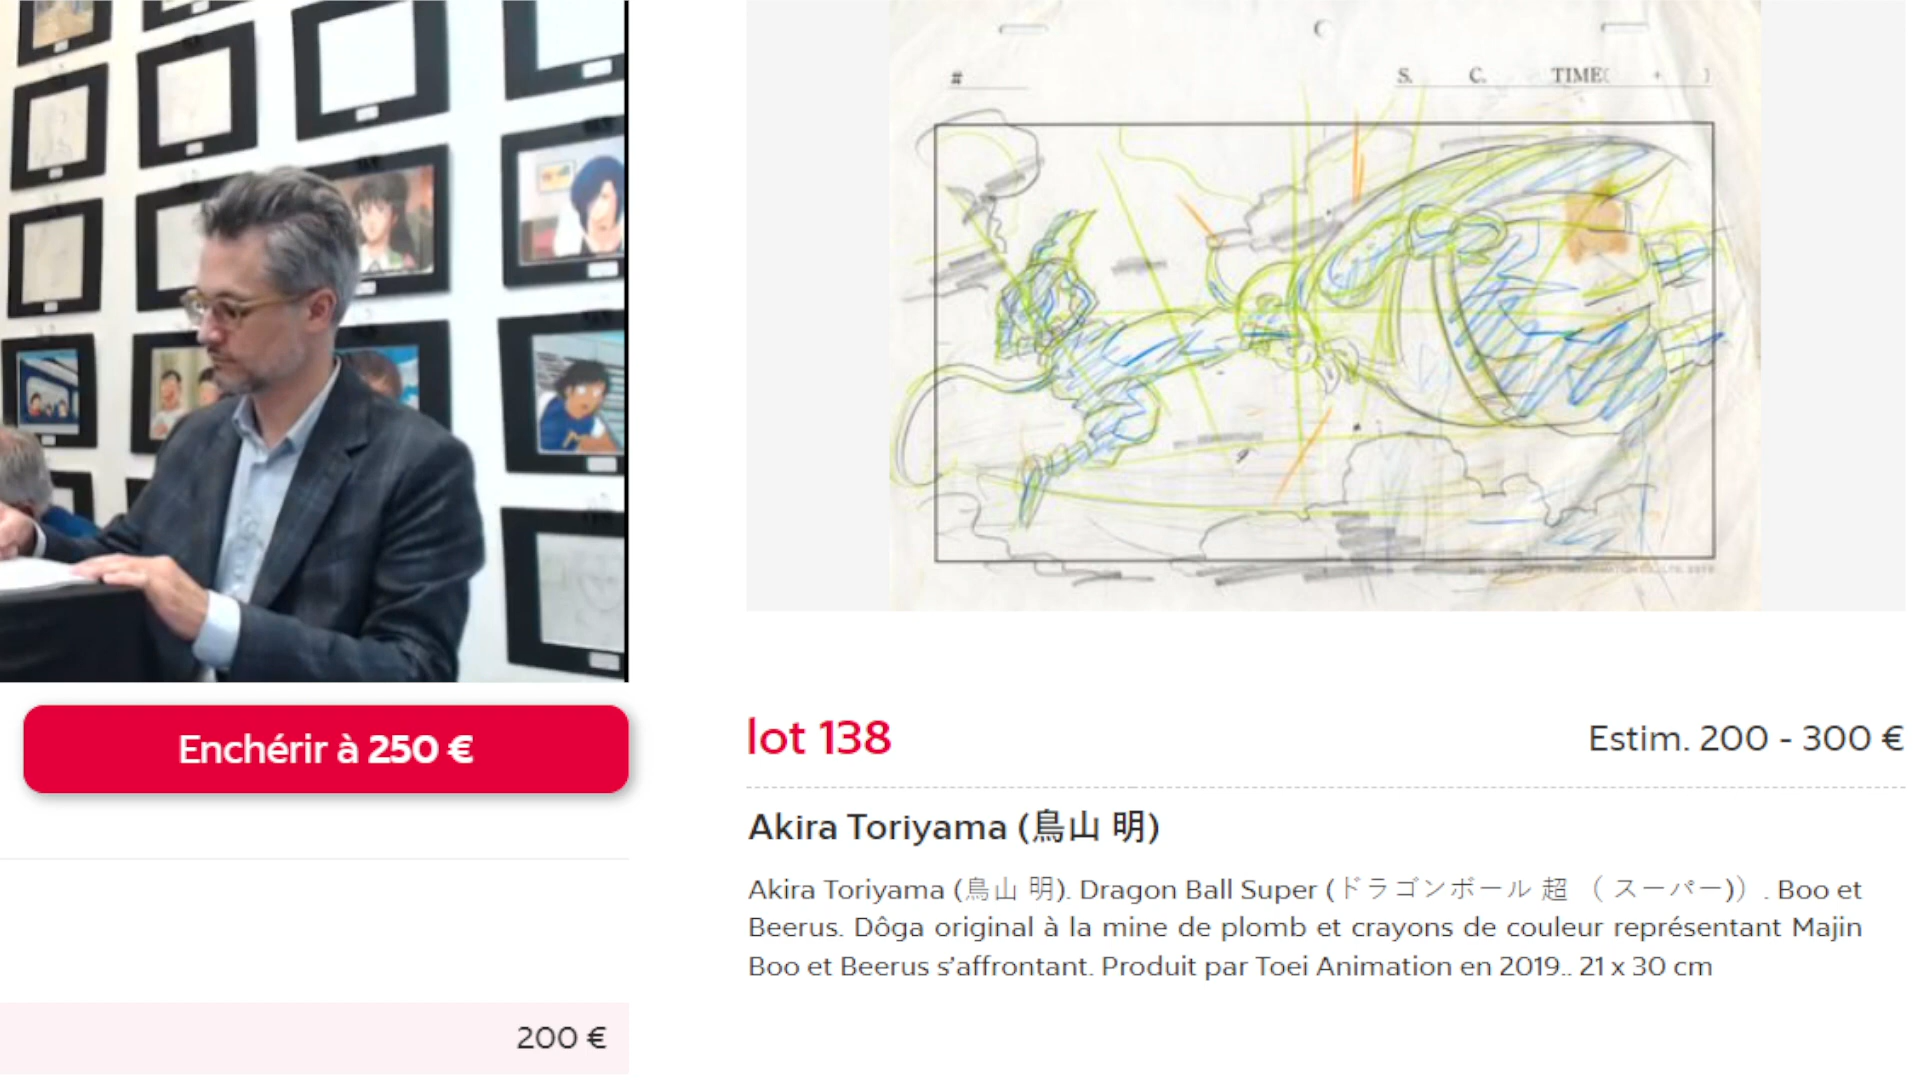 # S. C. TIME( + )
Enchérir à 250 €
200 €
lot 138
Estim. 200 - 300 €
Akira Toriyama (鳥山 明)
Akira Toriyama (鳥山 明). Dragon Ball Super (ドラゴンボール 超 （ スーパー)） . Boo et
Beerus. Dôga original à la mine de plomb et crayons de couleur représentant Majin
Boo et Beerus s'affrontant. Produit par Toei Animation en 2019.. 21 x 30 cm